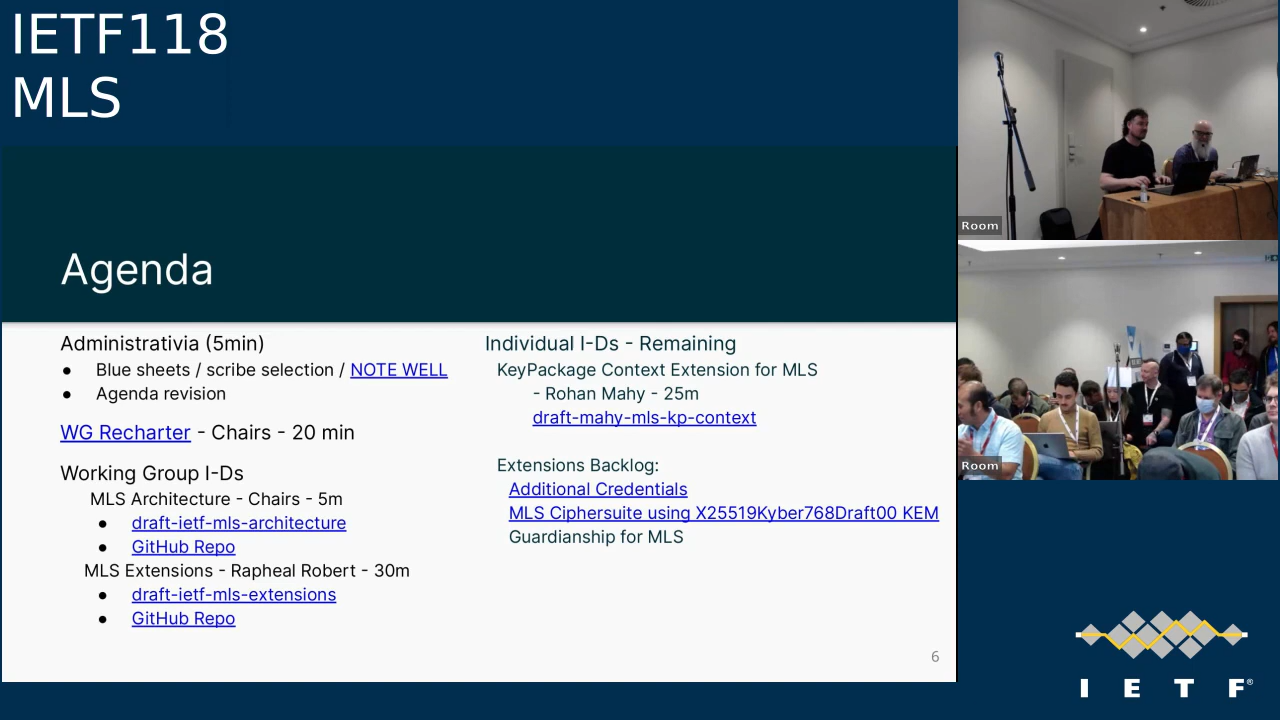 IETF118
MLS
Agenda
Administrativia (5min)
● Blue sheets / scribe selection / NOTE WELL
● Agenda revision
WG Recharter - Chairs - 20 min
Working Group I-Ds
MLS Architecture - Chairs - 5m
● draft-ietf-mls-architecture
● GitHub Repo
MLS Extensions - Rapheal Robert - 30m
● draft-ietf-mls-extensions
● GitHub Repo
Individual I-Ds - Remaining
KeyPackage Context Extension for MLS
- Rohan Mahy - 25m
draft-mahy-mls-kp-context
Extensions Backlog:
Additional Credentials
MLS Ciphersuite using X25519Kyber768Draft00 KEM
Guardianship for MLS
6
Room
Room
I E T F®